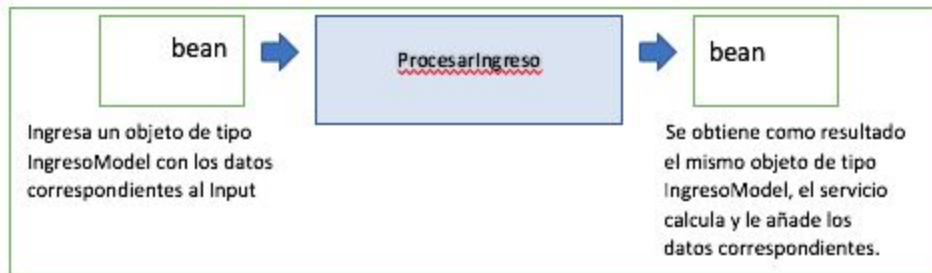 bean
ProcesarIngreso
bean
Ingresa un objeto de tipo
IngresoModel con los datos
correspondientes al Input
Se obtiene como resultado
el mismo objeto de tipo
IngresoModel, el servicio
calcula y le añade los
datos correspondientes.